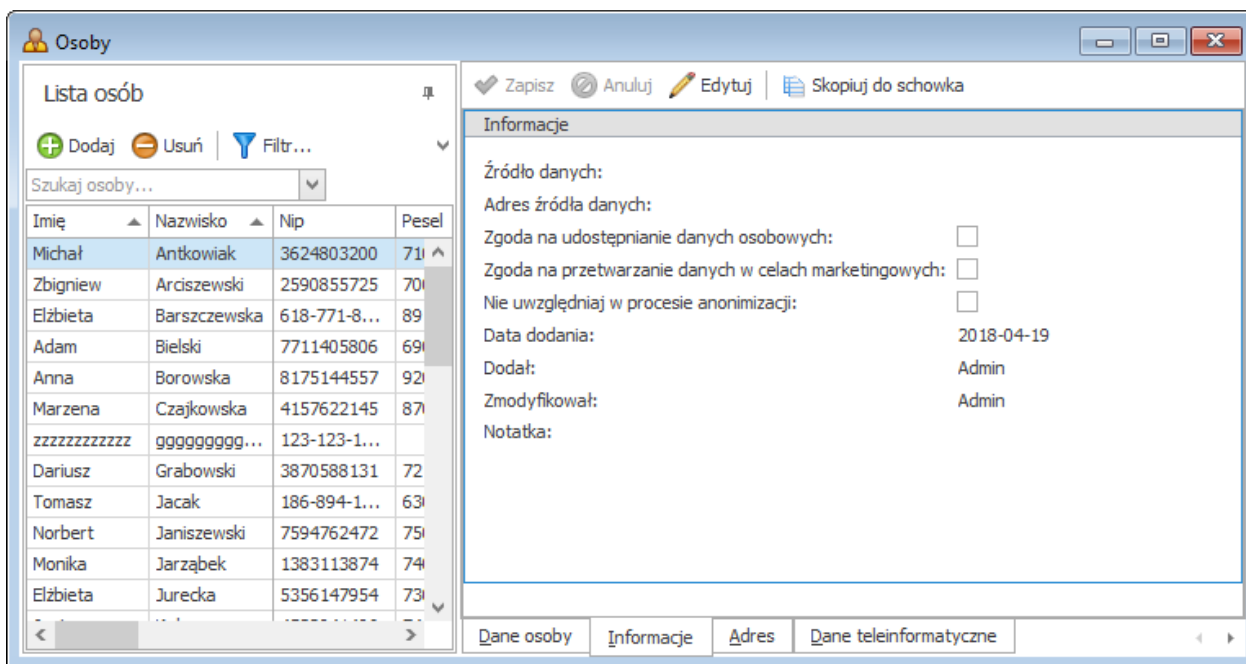 Osoby
Lista osób
Dodaj Usuń Filtr...
Szukaj osoby...
Imię Nazwisko Nip Pesel
Michał Antkowiak 3624803200
Zbigniew Arciszewski 2590855725
Elżbieta Barszczewska 618-771-8... 89
Adam Bielski 7711405806
Anna Borowska 8175144557
Marzena Czajkowska 4157622145
zzzzzzzzzzzz ggggggggg... 123-123-1...
Dariusz Grabowski 3870588131 72
Tomasz Jacak 186-894-1...
Norbert Janiszewski 7594762472
Monika Jarząbek 1383113874
Elżbieta Jurecka 5356147954
Zapisz Anuluj Edytuj Skopiuj do schowka
Informacje
Źródło danych:
Adres źródła danych:
Zgoda na udostępnianie danych osobowych:
Zgoda na przetwarzanie danych w celach marketingowych:
Nie uwzględniaj w procesie anonimizacji:
Data dodania: 2018-04-19
Dodał: Admin
Zmodyfikował: Admin
Notatka:
Dane osoby Informacje Adres Dane teleinformatyczne